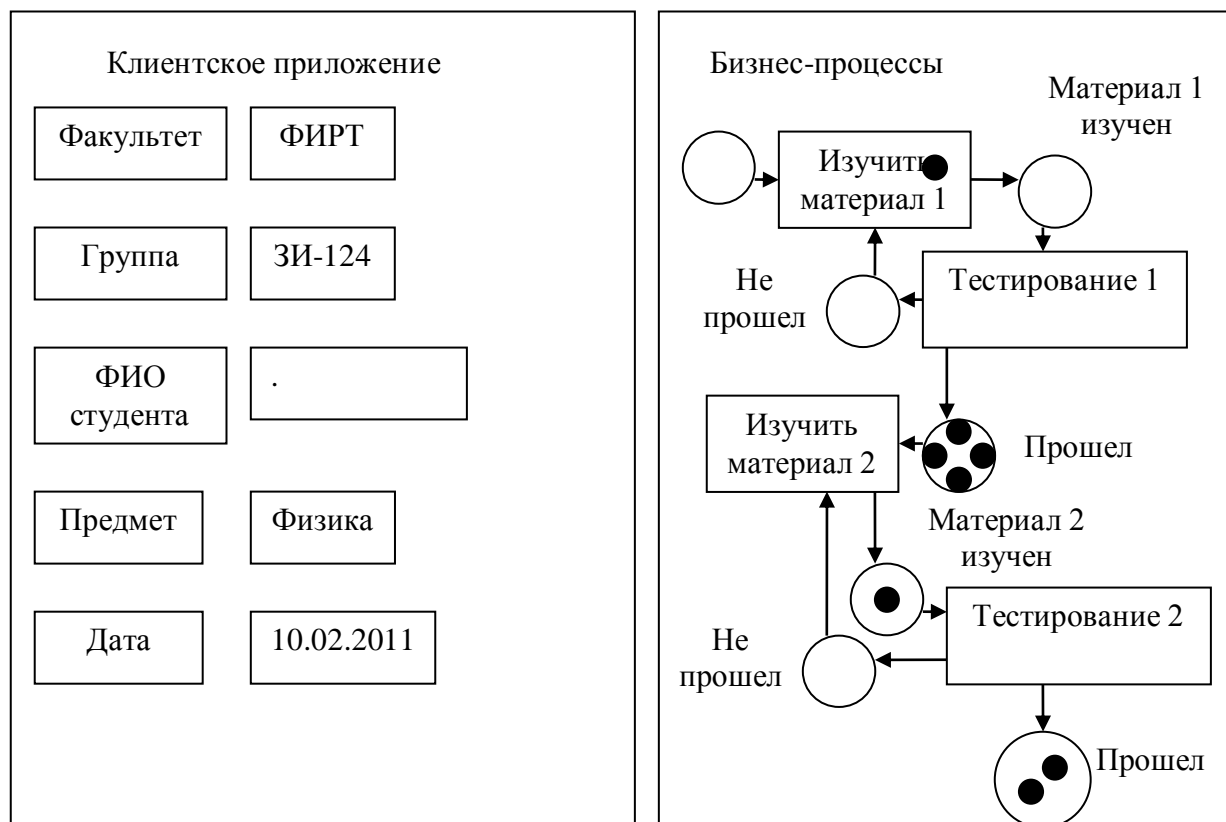 Клиентское приложение
Факультет
ФИРТ
Группа
ЗИ-124
ФИО
студента
.
Предмет
Физика
Дата
10.02.2011
Бизнес-процессы
Материал 1
изучен
Изучить
материал 1
Не
прошел
Тестирование 1
Изучить
материал 2
Прошел
Материал 2
изучен
Тестирование 2
Не
прошел
Прошел